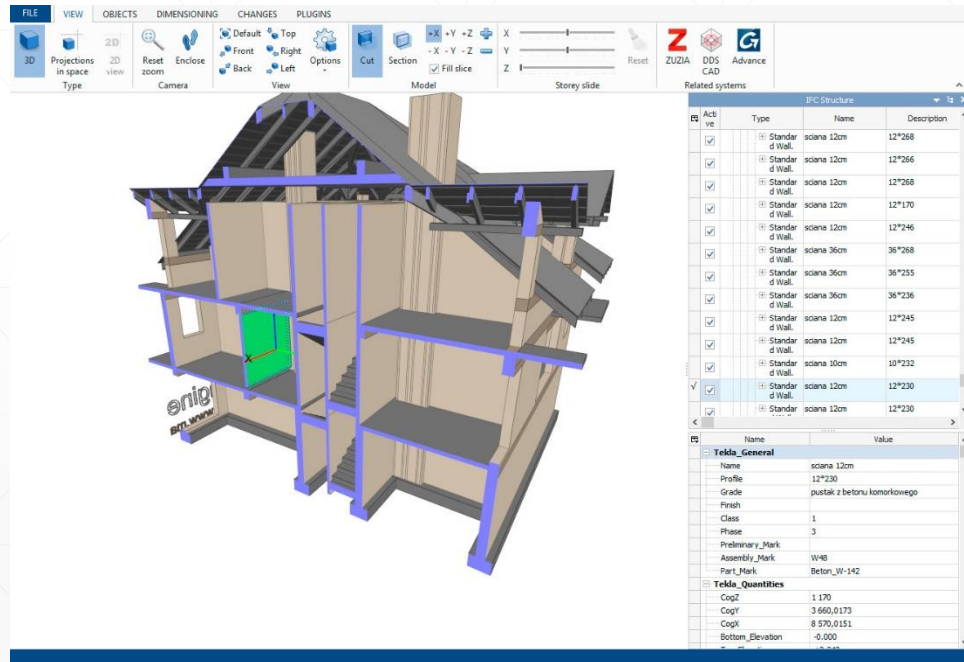 FILE VIEW OBJECTS DIMENSIONING CHANGES PLUGINS
3D
Projections in space
2D
2D view
Type
Reset zoom
Enclose
Camera
Default Top
Front Right
Back Left
Options
View
Cut
Section
+X +Y +Z
-X -Y -Z
Fill slice
Model
X
Y
Z
Reset
Storey slide
ZUZIA
DDS CAD
Advance
Related systems
IFC Structure
Active Type Name Description
Standard Wall. sciana 12cm 12*268
Standard Wall. sciana 12cm 12*266
Standard Wall. sciana 12cm 12*268
Standard Wall. sciana 12cm 12*170
Standard Wall. sciana 12cm 12*246
Standard Wall. sciana 36cm 36*268
Standard Wall. sciana 36cm 36*255
Standard Wall. sciana 36cm 36*236
Standard Wall. sciana 12cm 12*245
Standard Wall. sciana 12cm 12*245
Standard Wall. sciana 10cm 10*232
Standard Wall. sciana 12cm 12*230
Standard Wall. sciana 12cm 12*230
Name Value
Tekla_General
Name sciana 12cm
Profile 12*230
Grade pustak z betonu komorkowego
Finish
Class 1
Phase 3
Preliminary_Mark
Assembly_Mark W48
Part_Mark Beton_W-142
Tekla_Quantities
CogZ 1 170
CogY 3 660,0173
CogX 8 570,0151
Bottom_Elevation -0.000
X